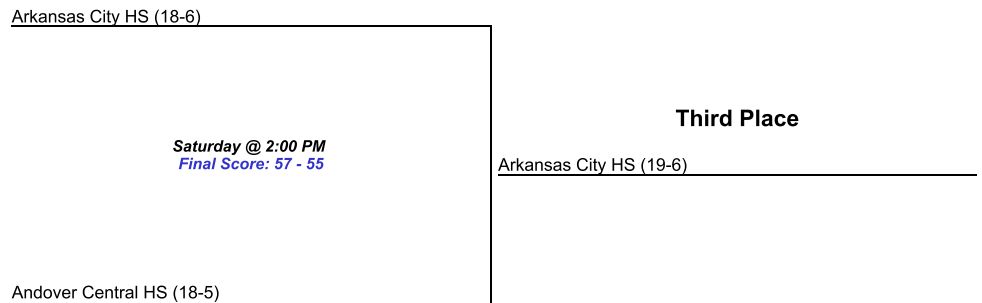 Arkansas City HS (18-6)
Third Place
Saturday @ 2:00 PM
Final Score: 57 - 55
Arkansas City HS (19-6)
Andover Central HS (18-5)